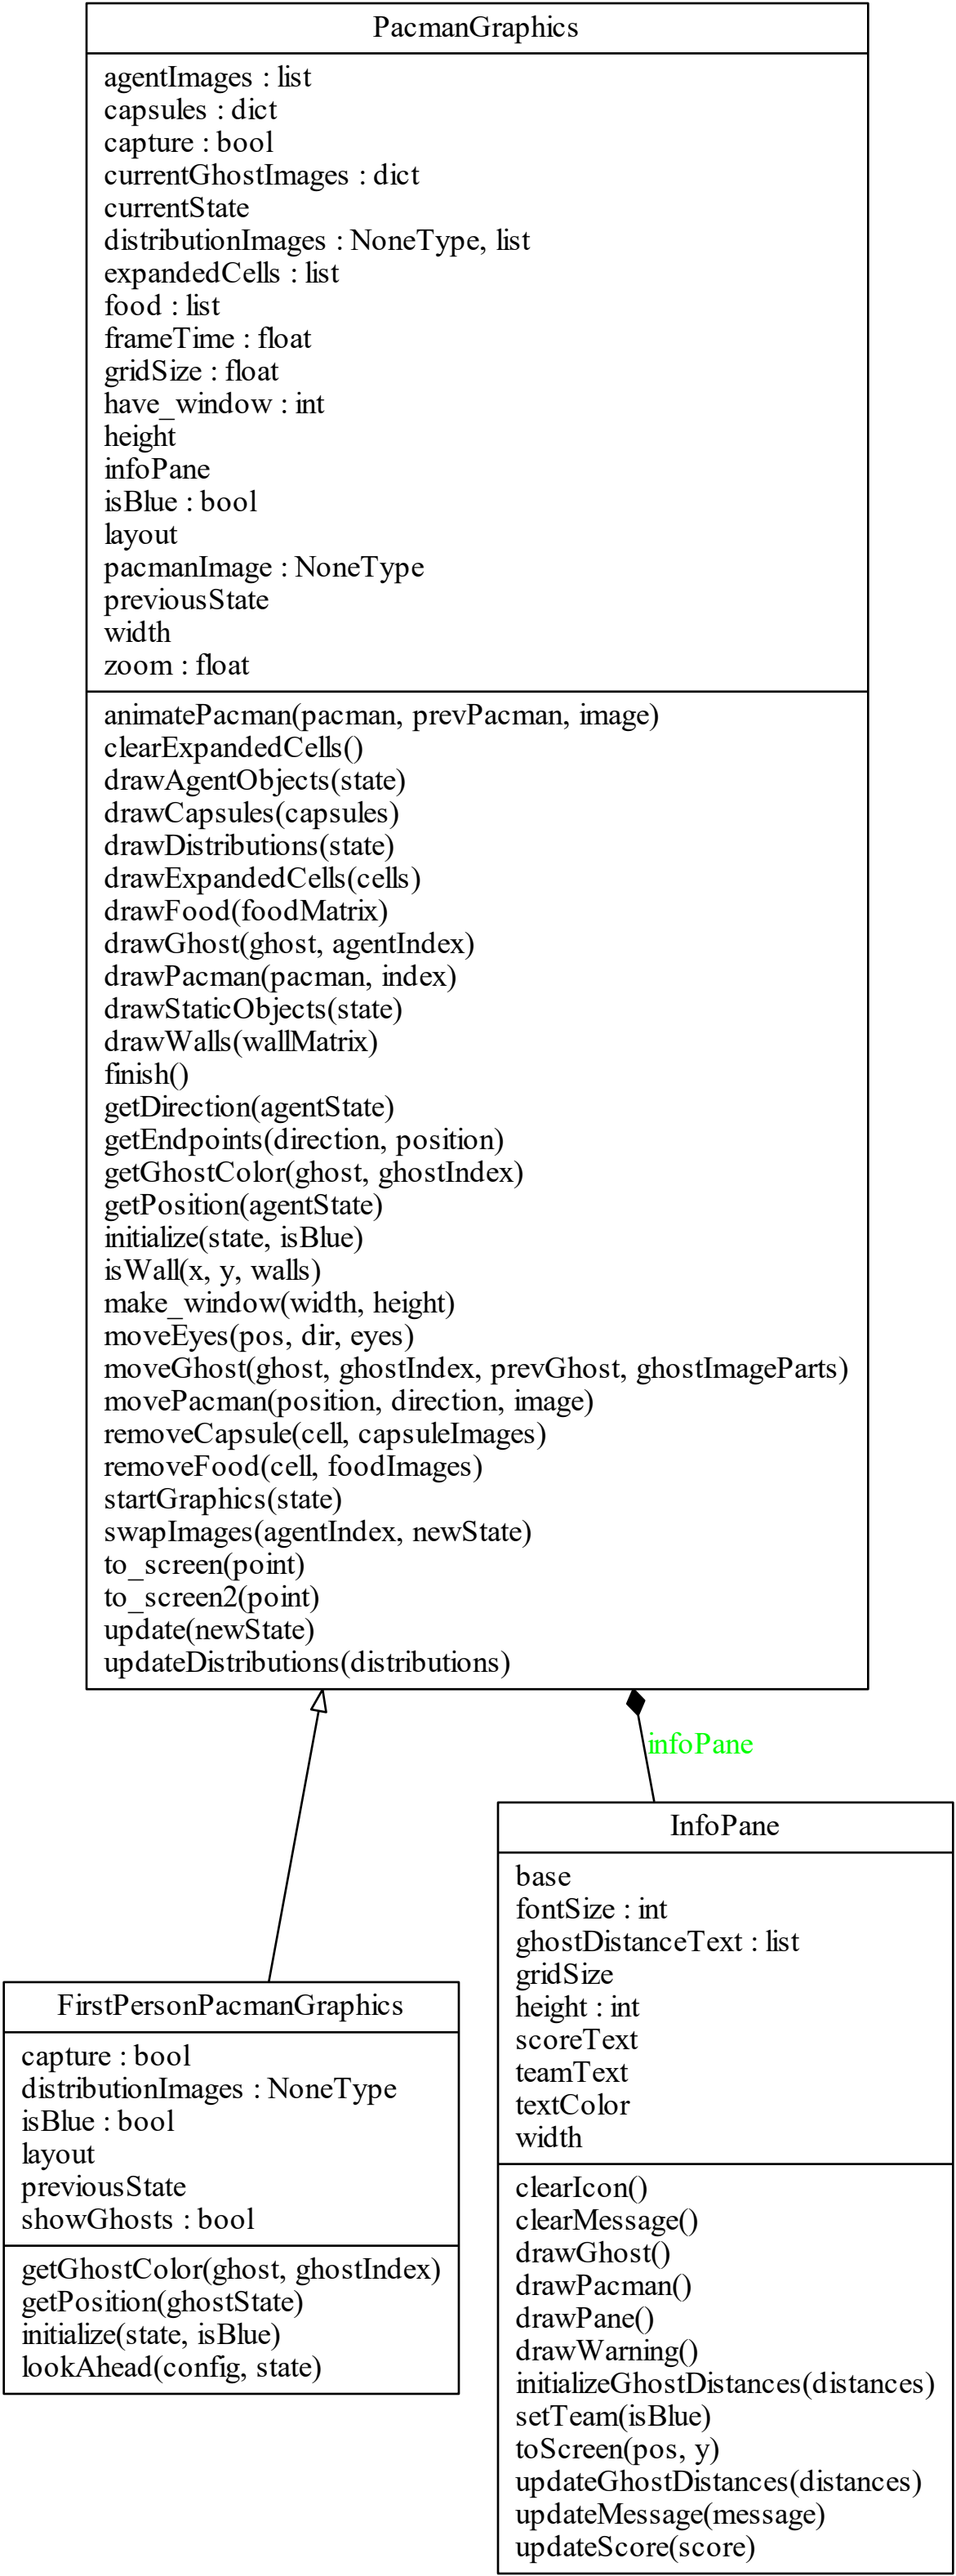 PacmanGraphics
agentImages : list
capsules : dict
capture : bool
currentGhostImages : dict
currentState
distributionImages : NoneType, list
expandedCells : list
food : list
frameTime : float
gridSize : float
have_window : int
height
infoPane
isBlue : bool
layout
pacmanImage : NoneType
previousState
width
zoom : float
animatePacman(pacman, prevPacman, image)
clearExpandedCells()
drawAgentObjects(state)
drawCapsules(capsules)
drawDistributions(state)
drawExpandedCells(cells)
drawFood(foodMatrix)
drawGhost(ghost, agentIndex)
drawPacman(pacman, index)
drawStaticObjects(state)
drawWalls(wallMatrix)
finish()
getDirection(agentState)
getEndpoints(direction, position)
getGhostColor(ghost, ghostIndex)
getPosition(agentState)
initialize(state, isBlue)
isWall(x, y, walls)
make_window(width, height)
moveEyes(pos, dir, eyes)
moveGhost(ghost, ghostIndex, prevGhost, ghostImageParts)
movePacman(position, direction, image)
removeCapsule(cell, capsuleImages)
removeFood(cell, foodImages)
startGraphics(state)
swapImages(agentIndex, newState)
to_screen(point)
to_screen2(point)
update(newState)
updateDistributions(distributions)
infoPane
FirstPersonPacmanGraphics
capture : bool
distributionImages : NoneType
isBlue : bool
layout
previousState
showGhosts : bool
getGhostColor(ghost, ghostIndex)
getPosition(ghostState)
initialize(state, isBlue)
lookAhead(config, state)
InfoPane
base
fontSize : int
ghostDistanceText : list
gridSize
height : int
scoreText
teamText
textColor
width
clearIcon()
clearMessage()
drawGhost()
drawPacman()
drawPane()
drawWarning()
initializeGhostDistances(distances)
setTeam(isBlue)
toScreen(pos, y)
updateGhostDistances(distances)
updateMessage(message)
updateScore(score)